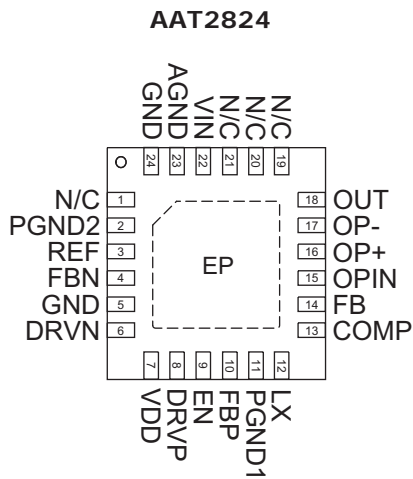 AAT2824
GND AGND VIN N/C N/C N/C
24 23 22 21 20 19
N/C 1
PGND2 2
REF 3
FBN 4
GND 5
DRVN 6
EP
18 OUT
17 OP-
16 OP+
15 OPIN
14 FB
13 COMP
7 8 9 10 11 12
VDD DRVP EN FBP PGND1 LX